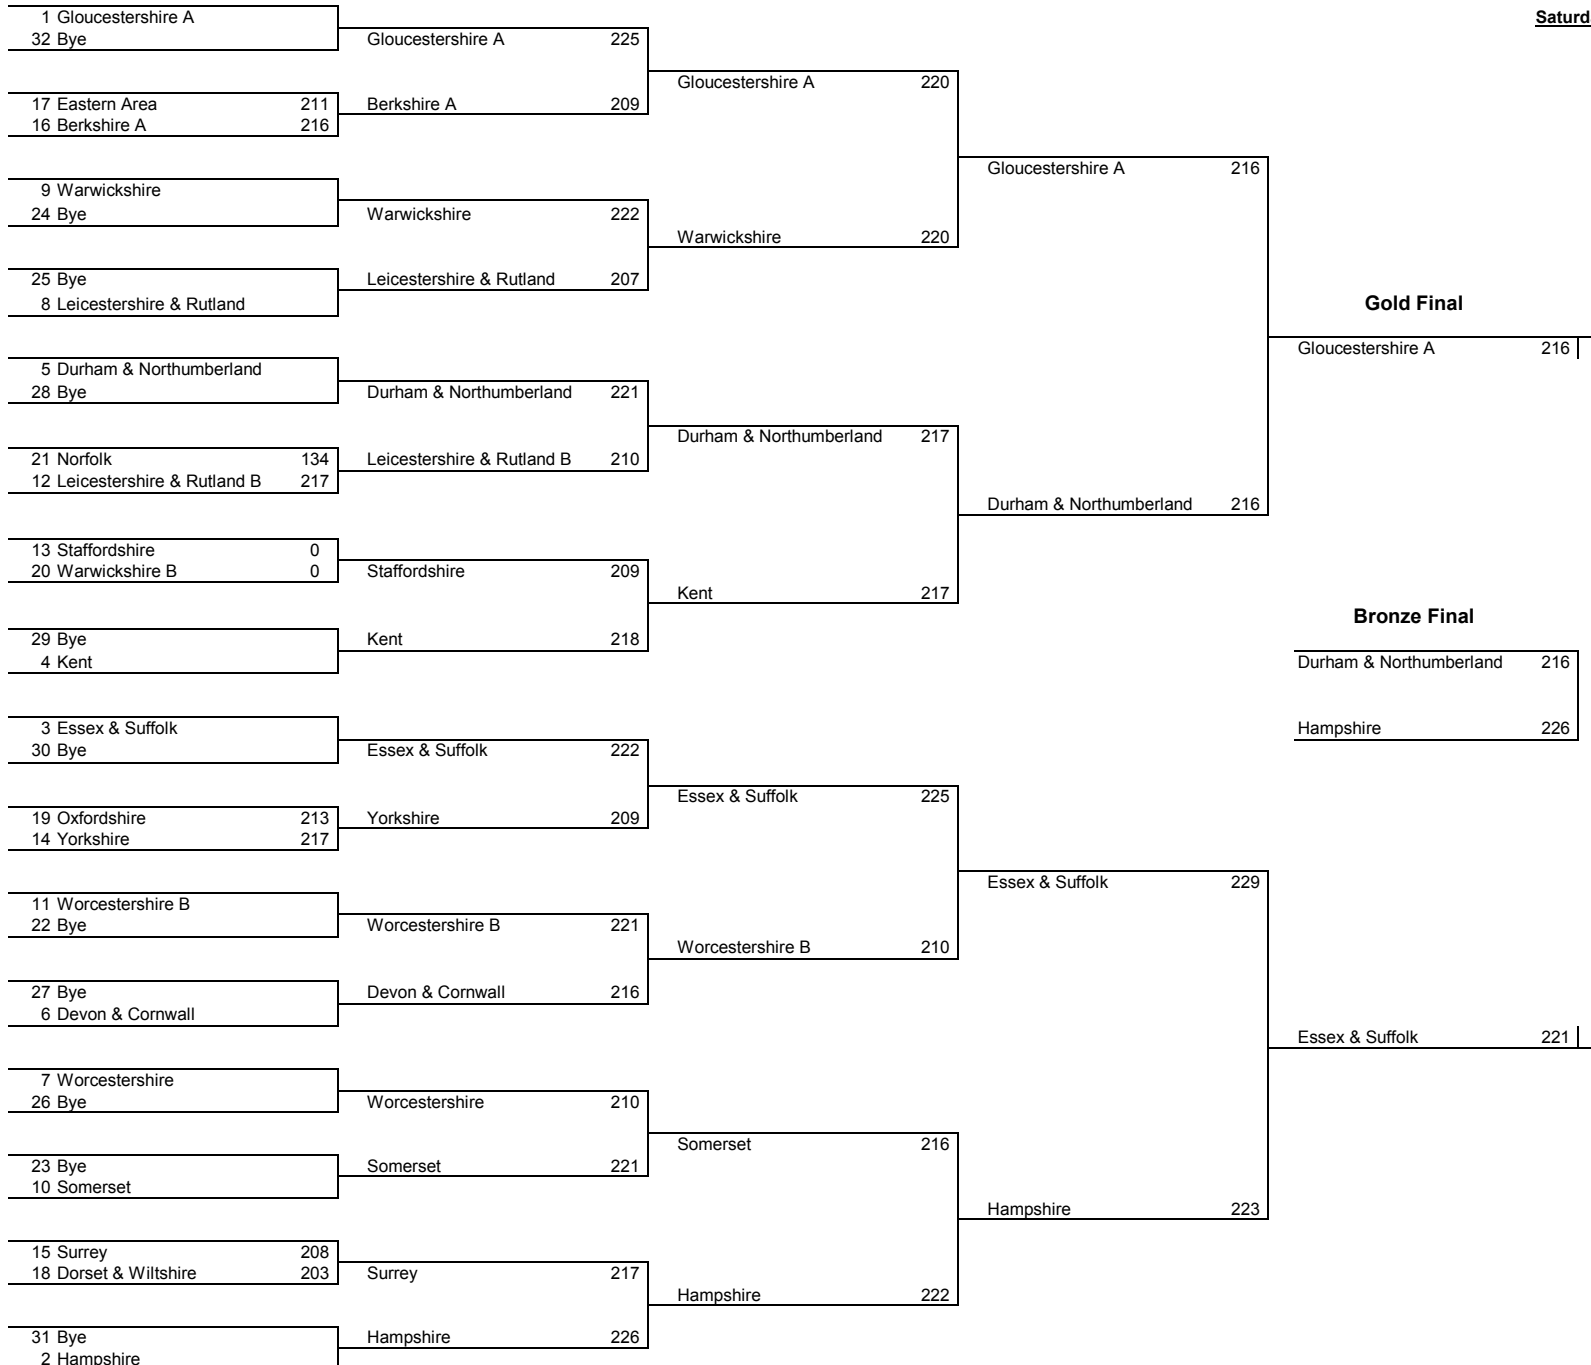 Saturd
1 Gloucestershire A
32 Bye
17 Eastern Area 211
16 Berkshire A 216
9 Warwickshire
24 Bye
25 Bye
8 Leicestershire & Rutland
5 Durham & Northumberland
28 Bye
21 Norfolk 134
12 Leicestershire & Rutland B 217
13 Staffordshire 0
20 Warwickshire B 0
29 Bye
4 Kent
3 Essex & Suffolk
30 Bye
19 Oxfordshire 213
14 Yorkshire 217
11 Worcestershire B
22 Bye
27 Bye
6 Devon & Cornwall
7 Worcestershire
26 Bye
23 Bye
10 Somerset
15 Surrey 208
18 Dorset & Wiltshire 203
31 Bye
2 Hampshire
Gloucestershire A 225
Berkshire A 209
Warwickshire 222
Leicestershire & Rutland 207
Durham & Northumberland 221
Leicestershire & Rutland B 210
Staffordshire 209
Kent 218
Essex & Suffolk 222
Yorkshire 209
Worcestershire B 221
Devon & Cornwall 216
Worcestershire 210
Somerset 221
Surrey 217
Hampshire 226
Gloucestershire A 220
Warwickshire 220
Durham & Northumberland 217
Kent 217
Essex & Suffolk 225
Worcestershire B 210
Somerset 216
Hampshire 222
Gloucestershire A 216
Durham & Northumberland 216
Essex & Suffolk 229
Hampshire 223
Gold Final
Gloucestershire A 216
Bronze Final
Durham & Northumberland 216
Hampshire 226
Essex & Suffolk 221